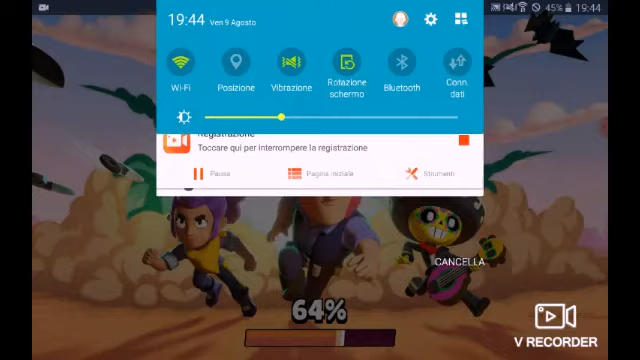 45% 19:44
19:44 Ven 9 Agosto
Wi-Fi
Posizione
Vibrazione
Rotazione
schermo
Bluetooth
Conn.
dati
Registrazione
Toccare qui per interrompere la registrazione
Pausa
Pagina iniziale
Strumenti
CANCELLA
64%
V RECORDER